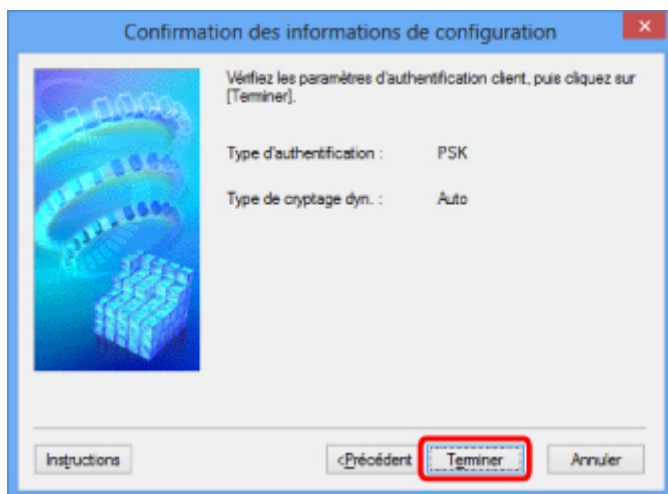 Confirmation des informations de configuration
Vérifiez les paramètres d'authentification client, puis cliquez sur
[Terminer].
Type d'authentification : PSK
Type de cryptage dyn. : Auto
Instructions <Précédent Terminer Annuler